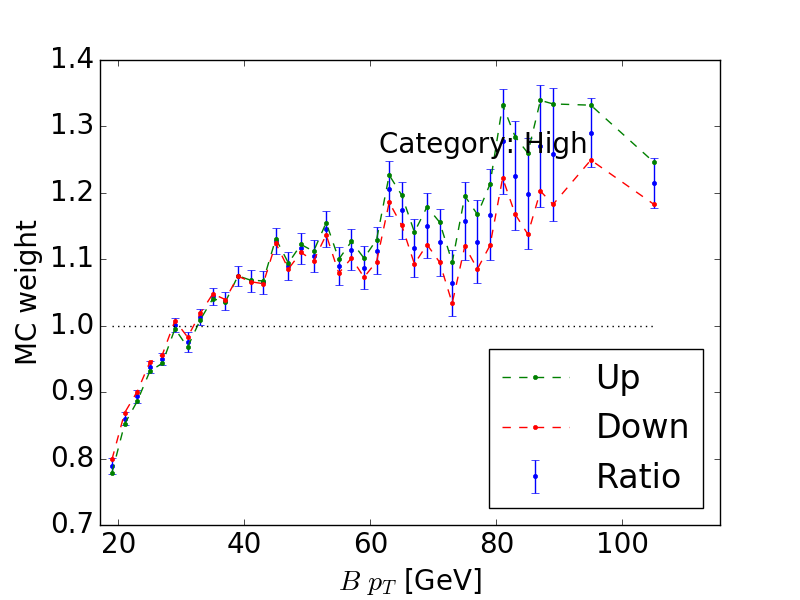 1.4
1.3
Category: High
1.2
1.1
MC weight
1.0
0.9
0.8
0.7
Up
Down
Ratio
20 40 60 80 100
B p_T [GeV]